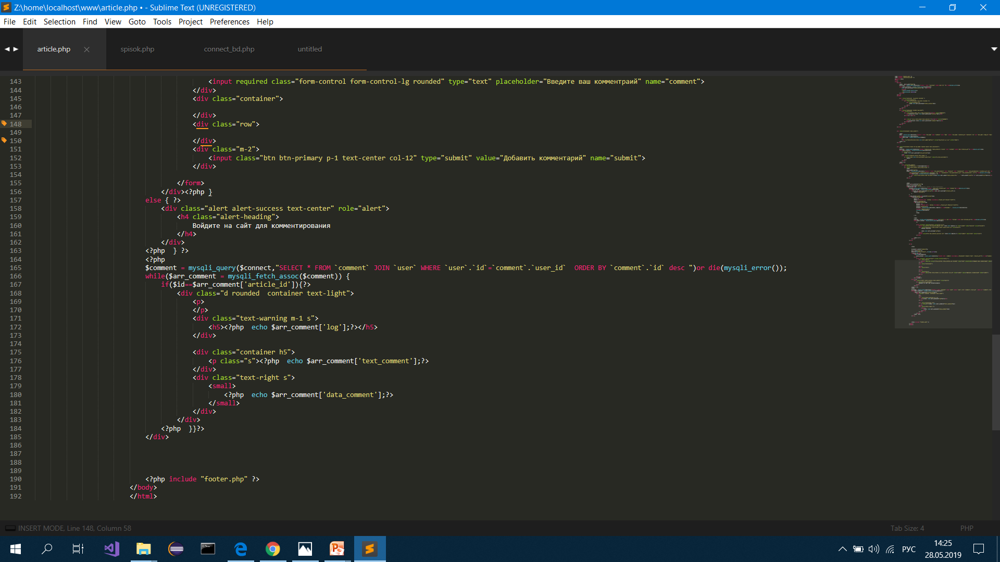 Z:\home\localhost\www\article.php • - Sublime Text (UNREGISTERED)
File Edit Selection Find View Goto Tools Project Preferences Help
article.php spisok.php connect_bd.php untitled
143 <input required class="form-control form-control-lg rounded" type="text" placeholder="Введите ваш комментраий" name="comment">
144 </div>
145 <div class="container">
146
147 </div>
148 <div class="row">
149
150 </div>
151 <div class="m-2">
152 <input class="btn btn-primary p-1 text-center col-12" type="submit" value="Добавить комментарий" name="submit">
153 </div>
154
155 </form>
156 </div><?php }
157 else { ?>
158 <div class="alert alert-success text-center" role="alert">
159 <h4 class="alert-heading">
160 Войдите на сайт для комментирования
161 </h4>
162 </div>
163 <?php  } ?>
164 <?php
165 $comment = mysqli_query($connect,"SELECT * FROM `comment` JOIN `user` WHERE `user`.`id`=`comment`.`user_id`  ORDER BY `comment`.`id` desc ")or die(mysqli_error());
166 while($arr_comment = mysqli_fetch_assoc($comment)) {
167 if($id==$arr_comment['article_id']){?>
168 <div class="d rounded  container text-light">
169 <p>
170 </p>
171 <div class="text-warning m-1 s">
172 <h5><?php  echo $arr_comment['log'];?></h5>
173 </div>
174
175 <div class="container h5">
176 <p class="s"><?php  echo $arr_comment['text_comment'];?>
177 </div>
178 <div class="text-right s">
179 <small>
180 <?php  echo $arr_comment['data_comment'];?>
181 </small>
182 </div>
183 </div>
184 <?php  }}?>
185 </div>
186
187
188
189
190 <?php include "footer.php" ?>
191 </body>
192 </html>
INSERT MODE, Line 148, Column 58 Tab Size: 4 PHP
РУС 14:25
28.05.2019